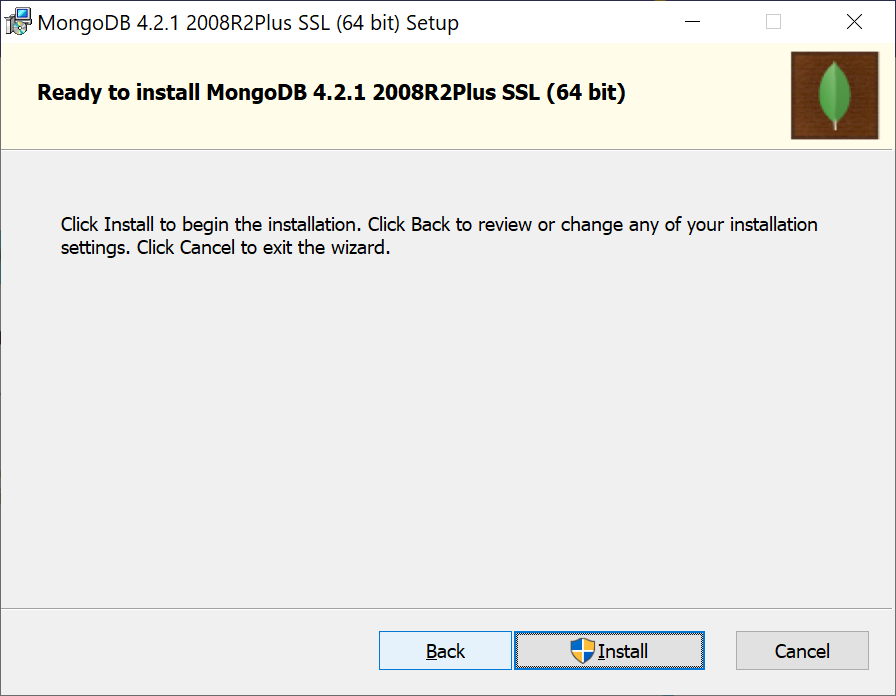 MongoDB 4.2.1 2008R2Plus SSL (64 bit) Setup
Ready to install MongoDB 4.2.1 2008R2Plus SSL (64 bit)
Click Install to begin the installation. Click Back to review or change any of your installation
settings. Click Cancel to exit the wizard.
Back
Install
Cancel